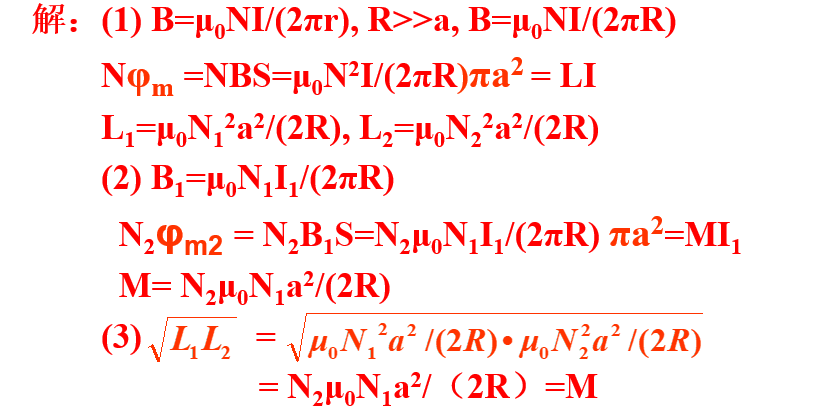 解：(1) B=μ₀NI/(2πr), R>>a, B=μ₀NI/(2πR)
Nφₘ =NBS=μ₀N²I/(2πR)πa² = LI
L₁=μ₀N₁²a²/(2R), L₂=μ₀N₂²a²/(2R)
(2) B₁=μ₀N₁I₁/(2πR)
N₂φₘ₂ = N₂B₁S=N₂μ₀N₁I₁/(2πR) πa²=MI₁
M= N₂μ₀N₁a²/(2R)
(3) √(L₁L₂) = √(μ₀N₁²a²/(2R)•μ₀N₂²a²/(2R))
= N₂μ₀N₁a²/（2R）=M